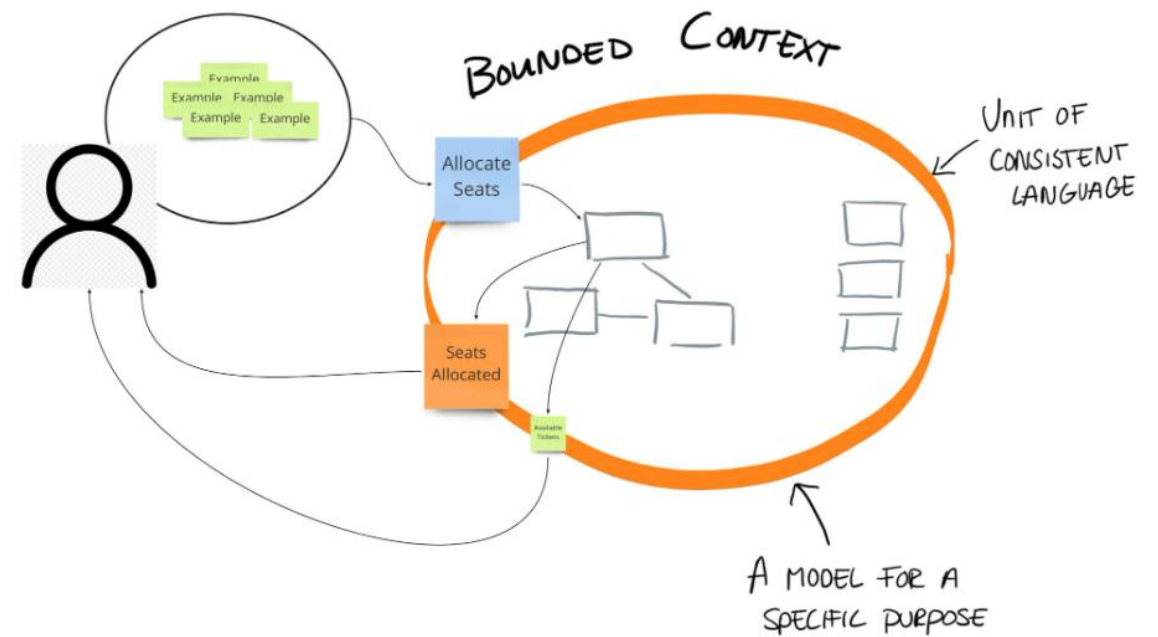 BOUNDED CONTEXT
Example
Example Example
Example Example
Allocate
Seats
UNIT OF
CONSISTENT
LANGUAGE
Seats
Allocated
Available
Tickets
A MODEL FOR A
SPECIFIC PURPOSE